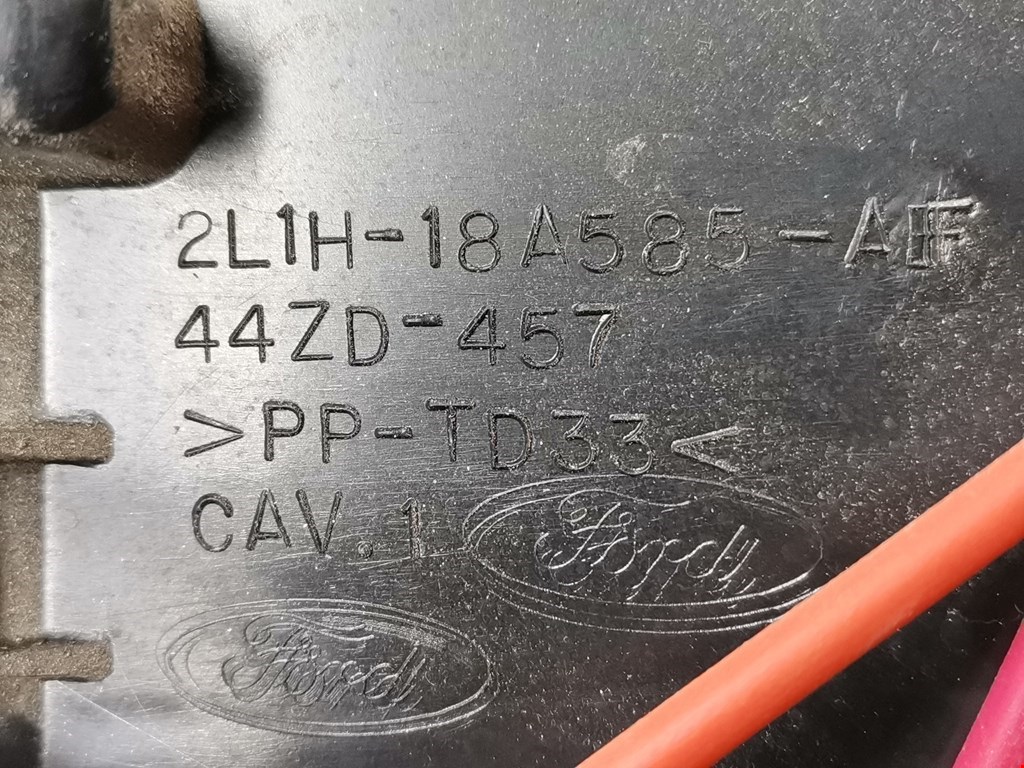 2L1H-18A585-AF
44ZD-457
>PP-TD33<
CAV.1
Ford
Ford